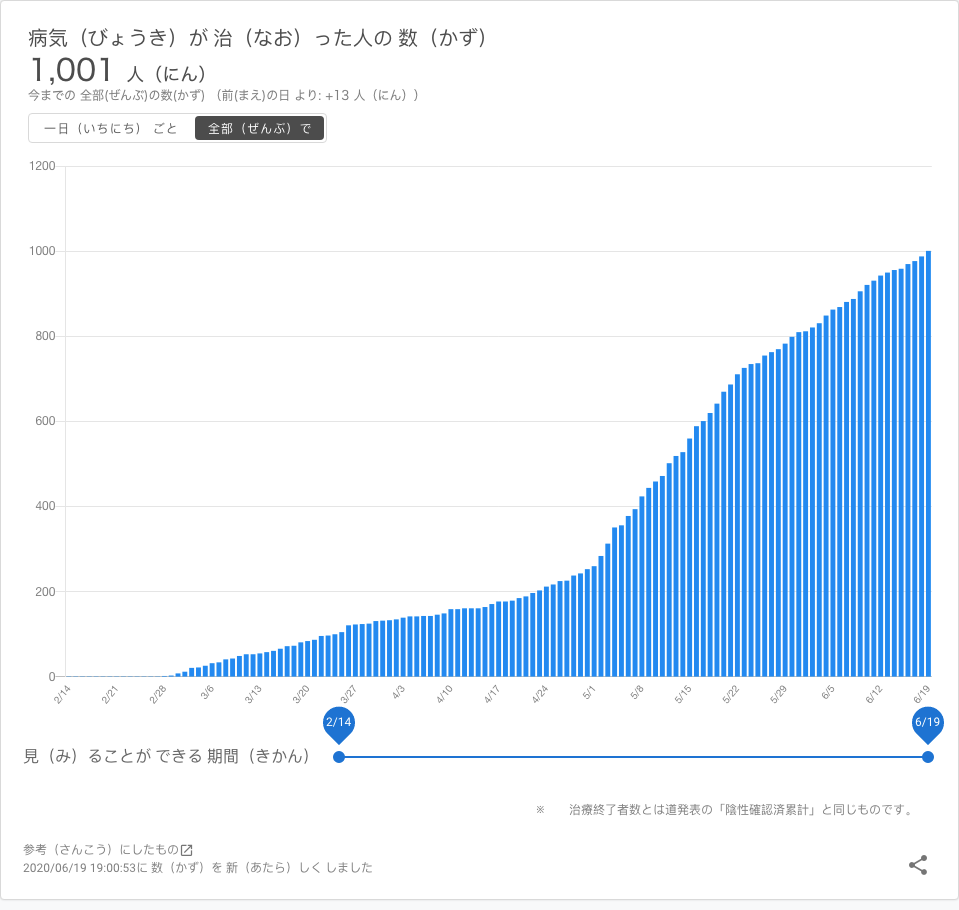 病気（びょうき）が 治（なお）った人の 数（かず）
1,001 人（にん）
今までの 全部(ぜんぶ)の数(かず) （前(まえ)の日 より: +13 人（にん））
一日（いちにち） ごと 全部（ぜんぶ）で
1200
1000
800
600
400
200
0
2/14 2/21 2/28 3/6 3/13 3/20 3/27 4/3 4/10 4/17 4/24 5/1 5/8 5/15 5/22 5/29 6/5 6/12 6/19
2/14 6/19
見（み）ることが できる 期間（きかん）
※ 治療終了者数とは道発表の「陰性確認済累計」と同じものです。
参考（さんこう）にしたもの
2020/06/19 19:00:53に 数（かず）を 新（あたら）しく しました